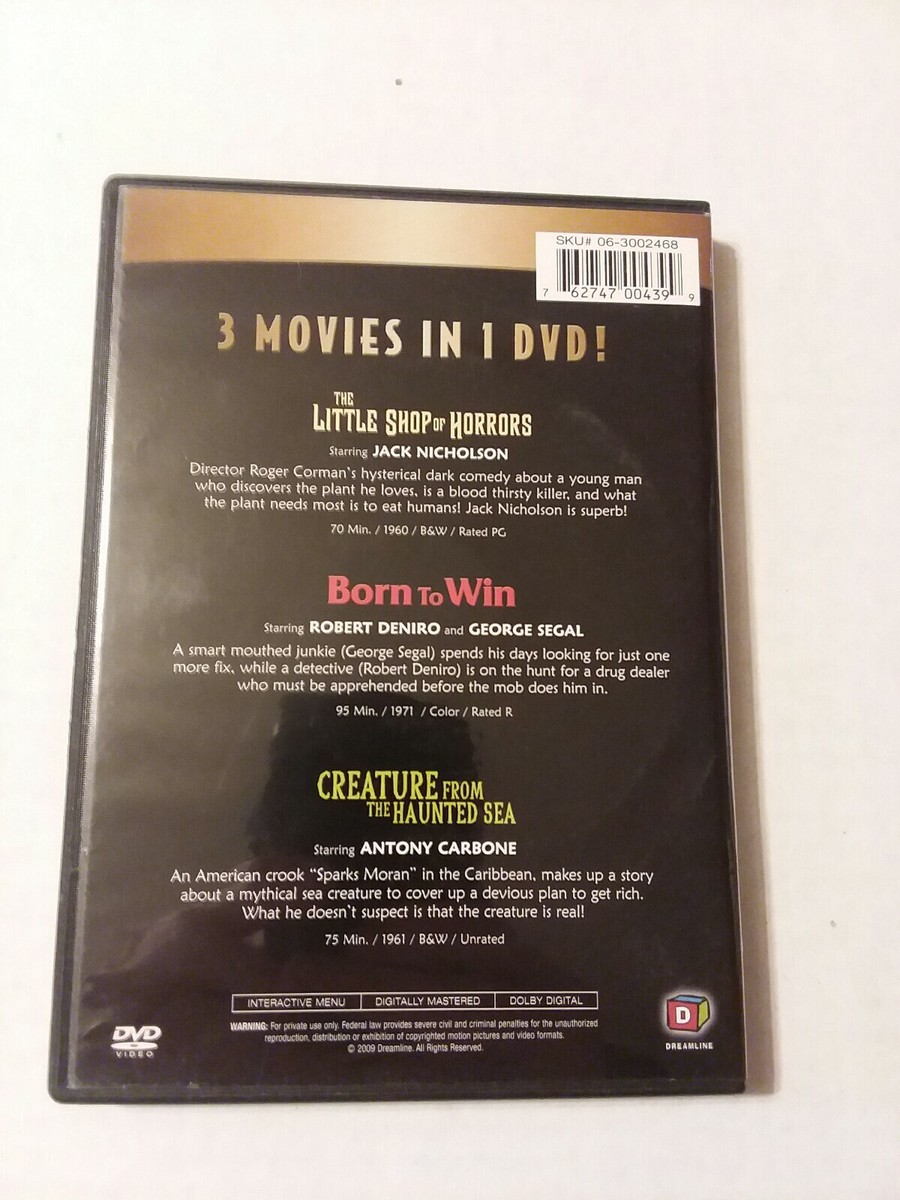 SKU# 06-3002468
7 62747 00439 9
3 MOVIES IN 1 DVD!
THE
LITTLE SHOP OF HORRORS
Starring JACK NICHOLSON
Director Roger Corman's hysterical dark comedy about a young man
who discovers the plant he loves, is a blood thirsty killer, and what
the plant needs most is to eat humans! Jack Nicholson is superb!
70 Min. / 1960 / B&W / Rated PG
Born To Win
Starring ROBERT DENIRO and GEORGE SEGAL
A smart mouthed junkie (George Segal) spends his days looking for just one
more fix, while a detective (Robert Deniro) is on the hunt for a drug dealer
who must be apprehended before the mob does him in.
95 Min. / 1971 / Color / Rated R
CREATURE FROM
THE HAUNTED SEA
Starring ANTONY CARBONE
An American crook "Sparks Moran" in the Caribbean, makes up a story
about a mythical sea creature to cover up a devious plan to get rich.
What he doesn't suspect is that the creature is real!
75 Min. / 1961 / B&W / Unrated
INTERACTIVE MENU DIGITALLY MASTERED DOLBY DIGITAL
WARNING: For private use only. Federal law provides severe civil and criminal penalties for the unauthorized
reproduction, distribution or exhibition of copyrighted motion pictures and video formats.
© 2009 Dreamline. All Rights Reserved.
DVD
VIDEO
D
DREAMLINE